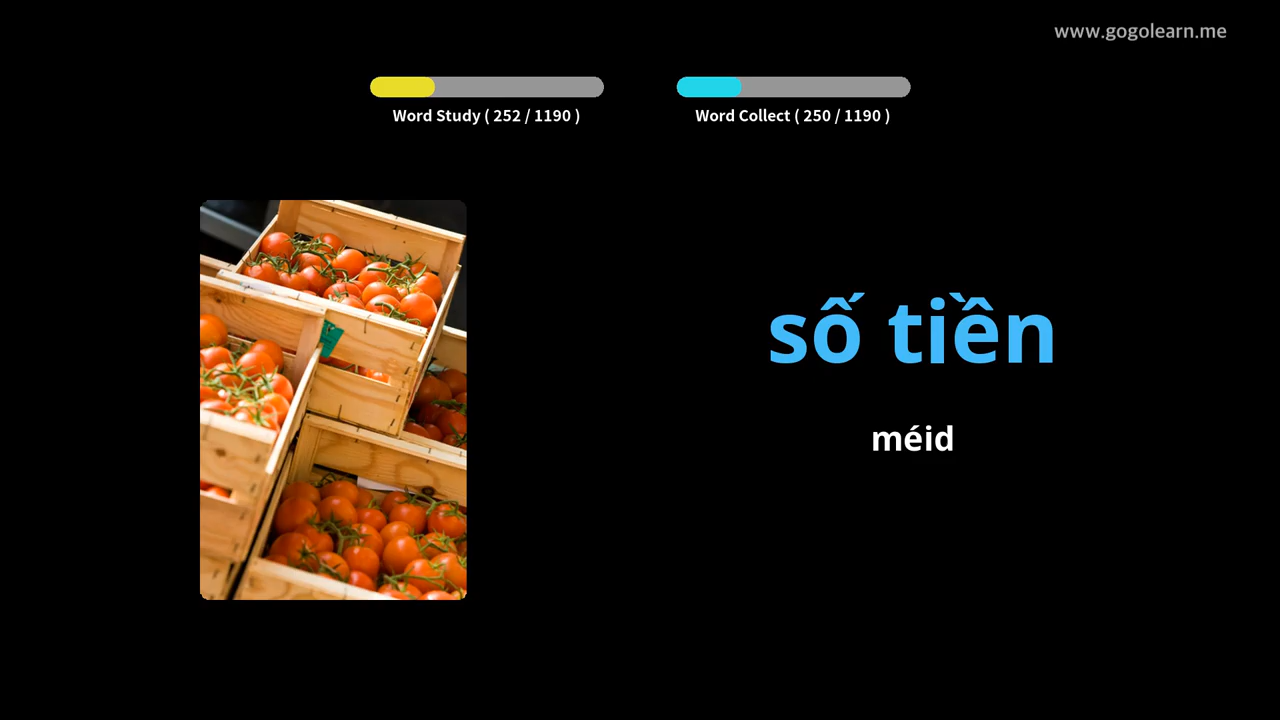 www.gogolearn.me
Word Study ( 252 / 1190 )
Word Collect ( 250 / 1190 )
số tiền
méid